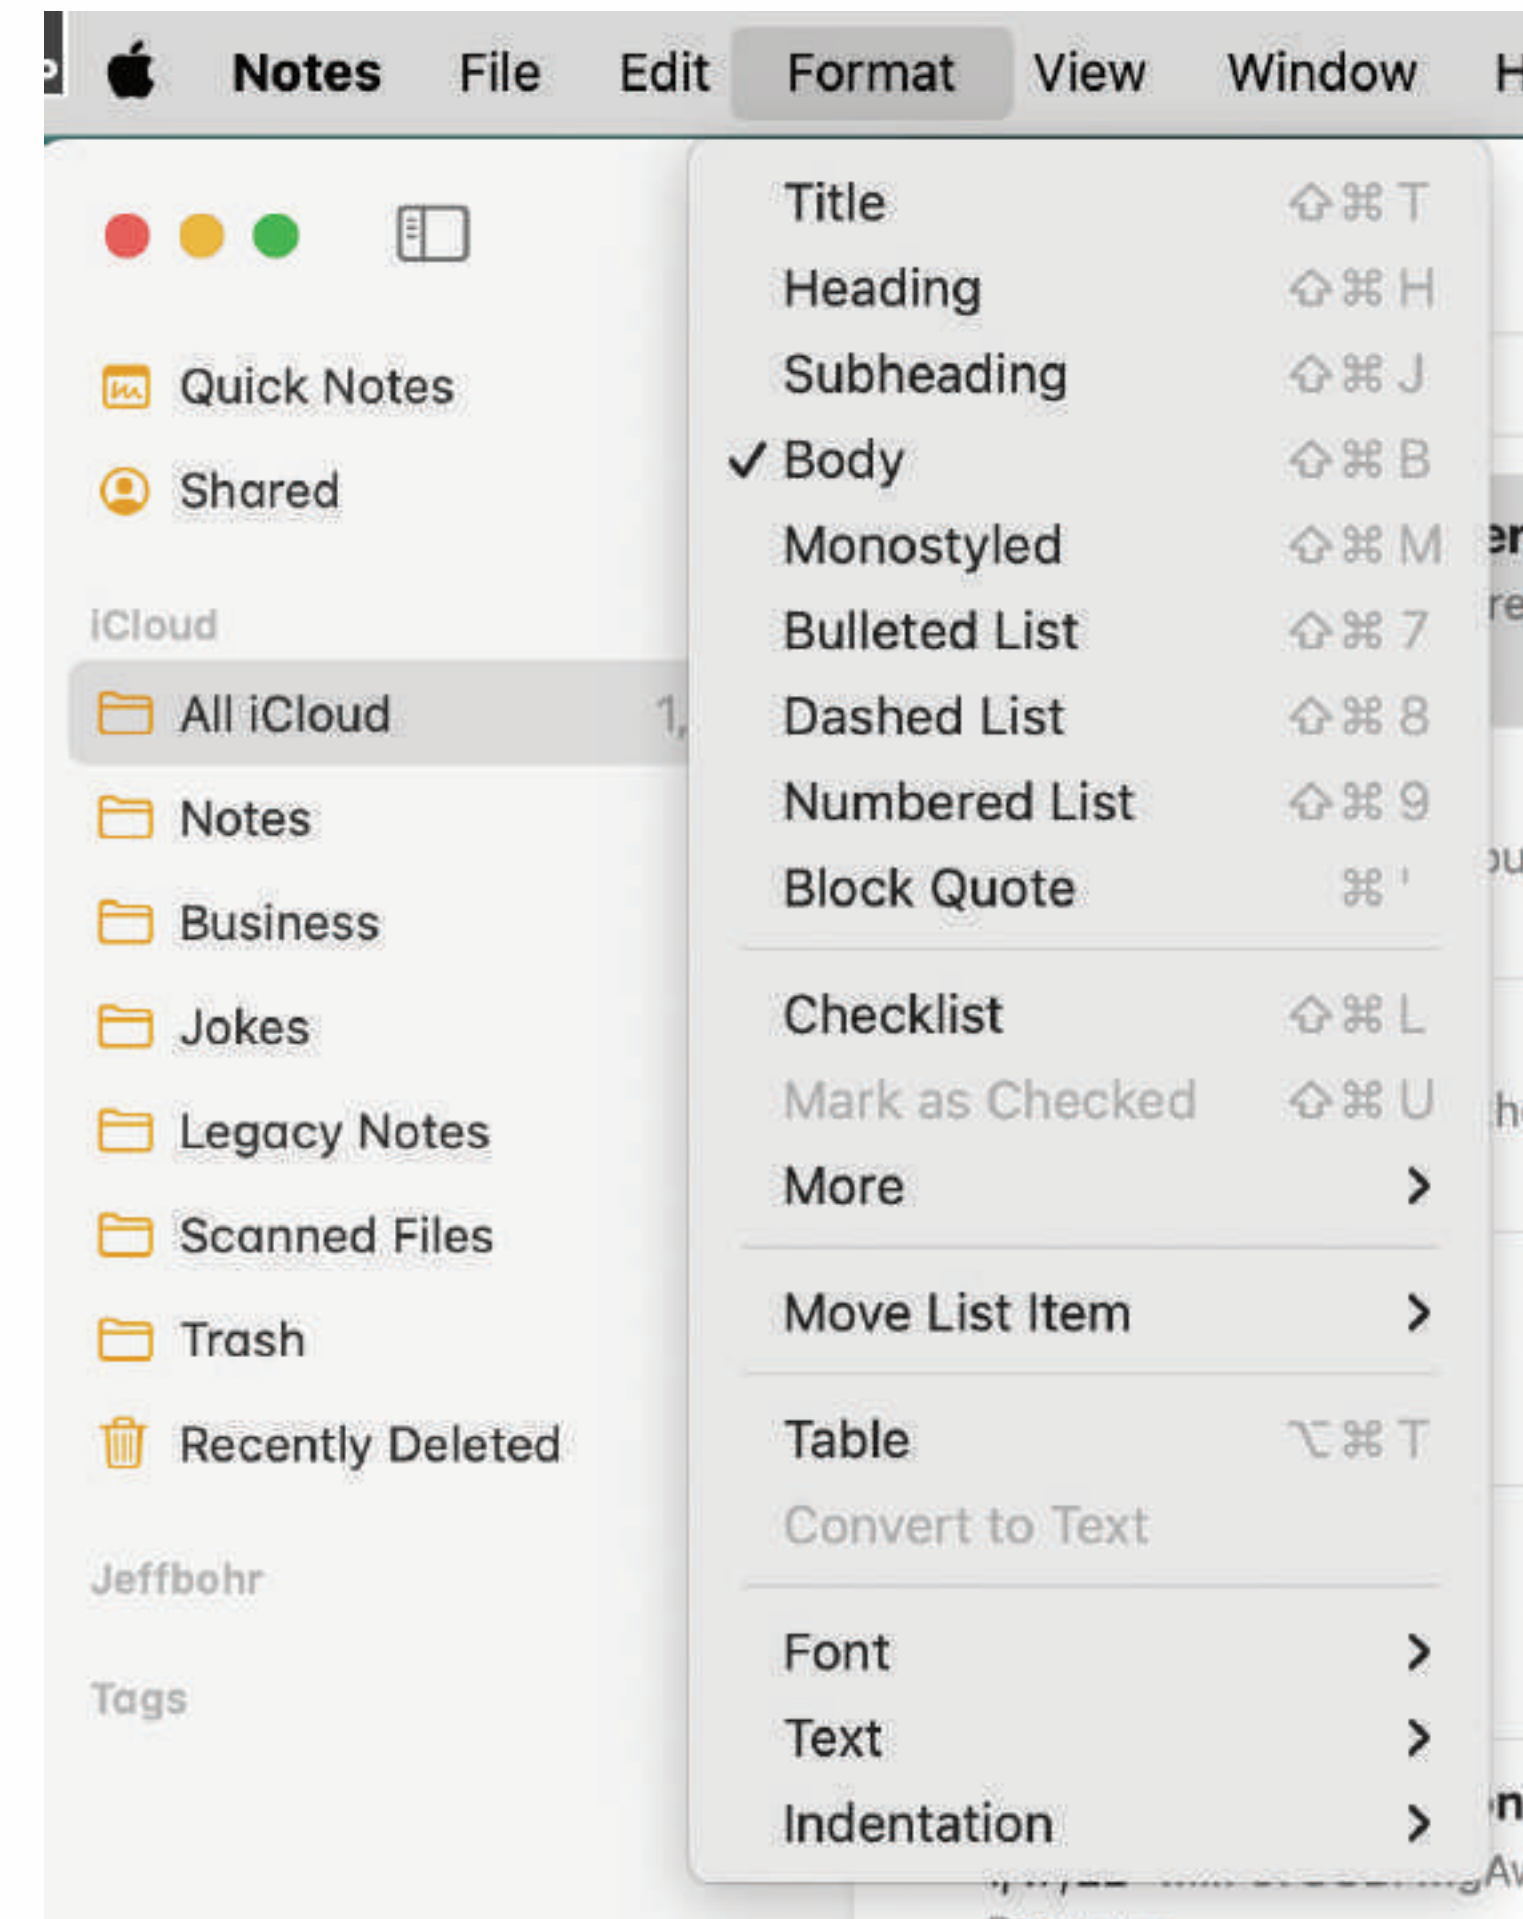 Notes File Edit Format View Window
Quick Notes
Shared
iCloud
All iCloud
Notes
Business
Jokes
Legacy Notes
Scanned Files
Trash
Recently Deleted
Jeffbohr
Tags
Title ⇧⌘T
Heading ⇧⌘H
Subheading ⇧⌘J
✓ Body ⇧⌘B
Monostyled ⇧⌘M
Bulleted List ⇧⌘7
Dashed List ⇧⌘8
Numbered List ⇧⌘9
Block Quote ⌘'
Checklist ⇧⌘L
Mark as Checked ⇧⌘U
More >
Move List Item >
Table ⌥⌘T
Convert to Text
Font >
Text >
Indentation >